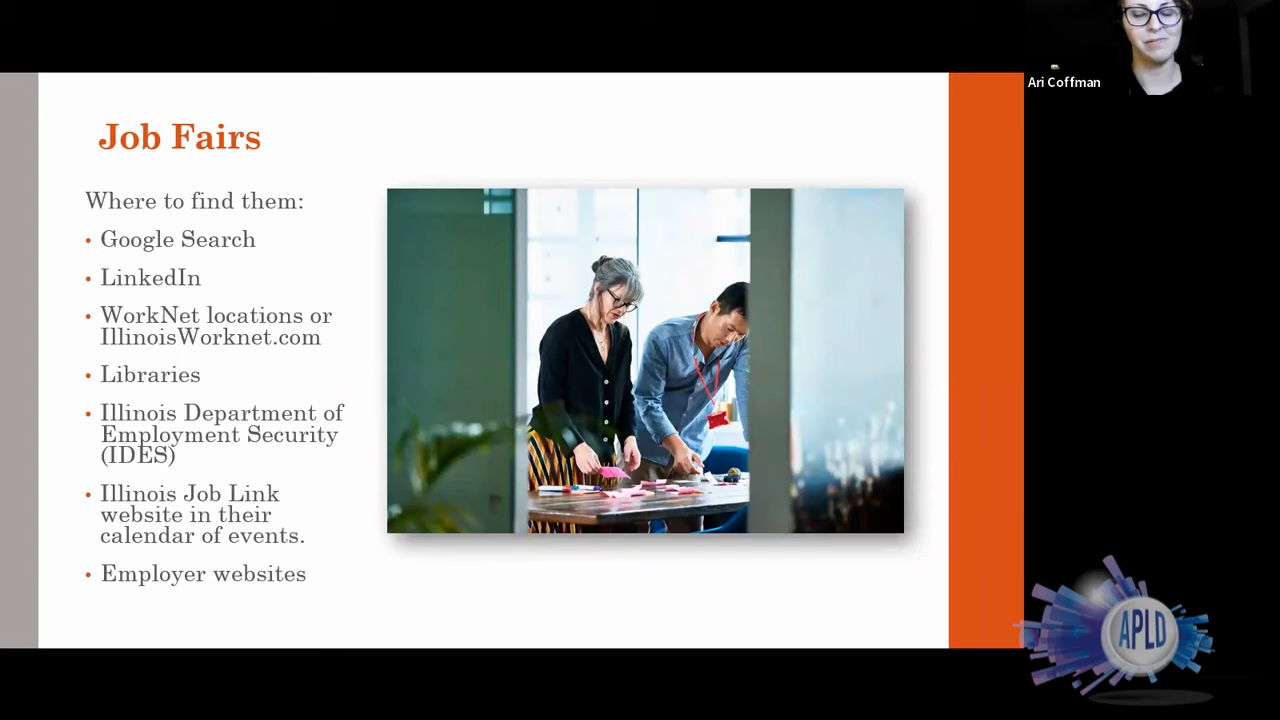 Ari Coffman
Job Fairs
Where to find them:
• Google Search
• LinkedIn
• WorkNet locations or
IllinoisWorknet.com
• Libraries
• Illinois Department of
Employment Security
(IDES)
• Illinois Job Link
website in their
calendar of events.
• Employer websites
APLD